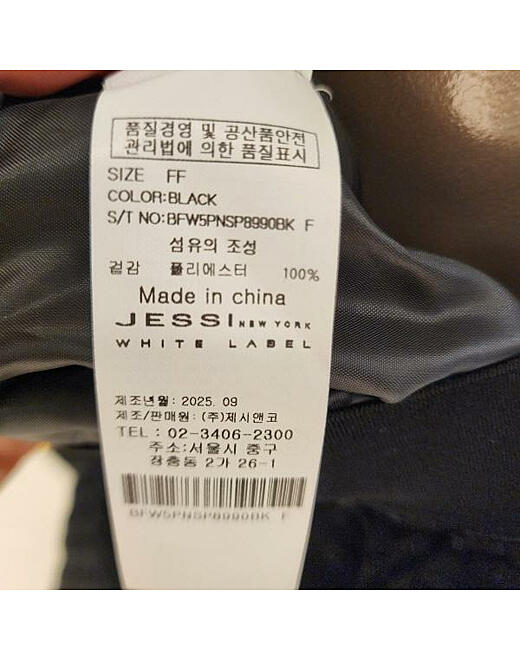 품질경영 및 공산품안전
관리법에 의한 품질표시
SIZE FF
COLOR:BLACK
S/T NO:BFW5PNSP8990BK F
섬유의 조성
겉감 폴리에스터 100%
Made in china
JESSI NEW YORK
WHITE LABEL
제조년월: 2025. 09
제조/판매원: (주)제시앤코
TEL : 02-3406-2300
주소:서울시 중구
장충동 2가 26-1
BFW5PNSP8990BK F